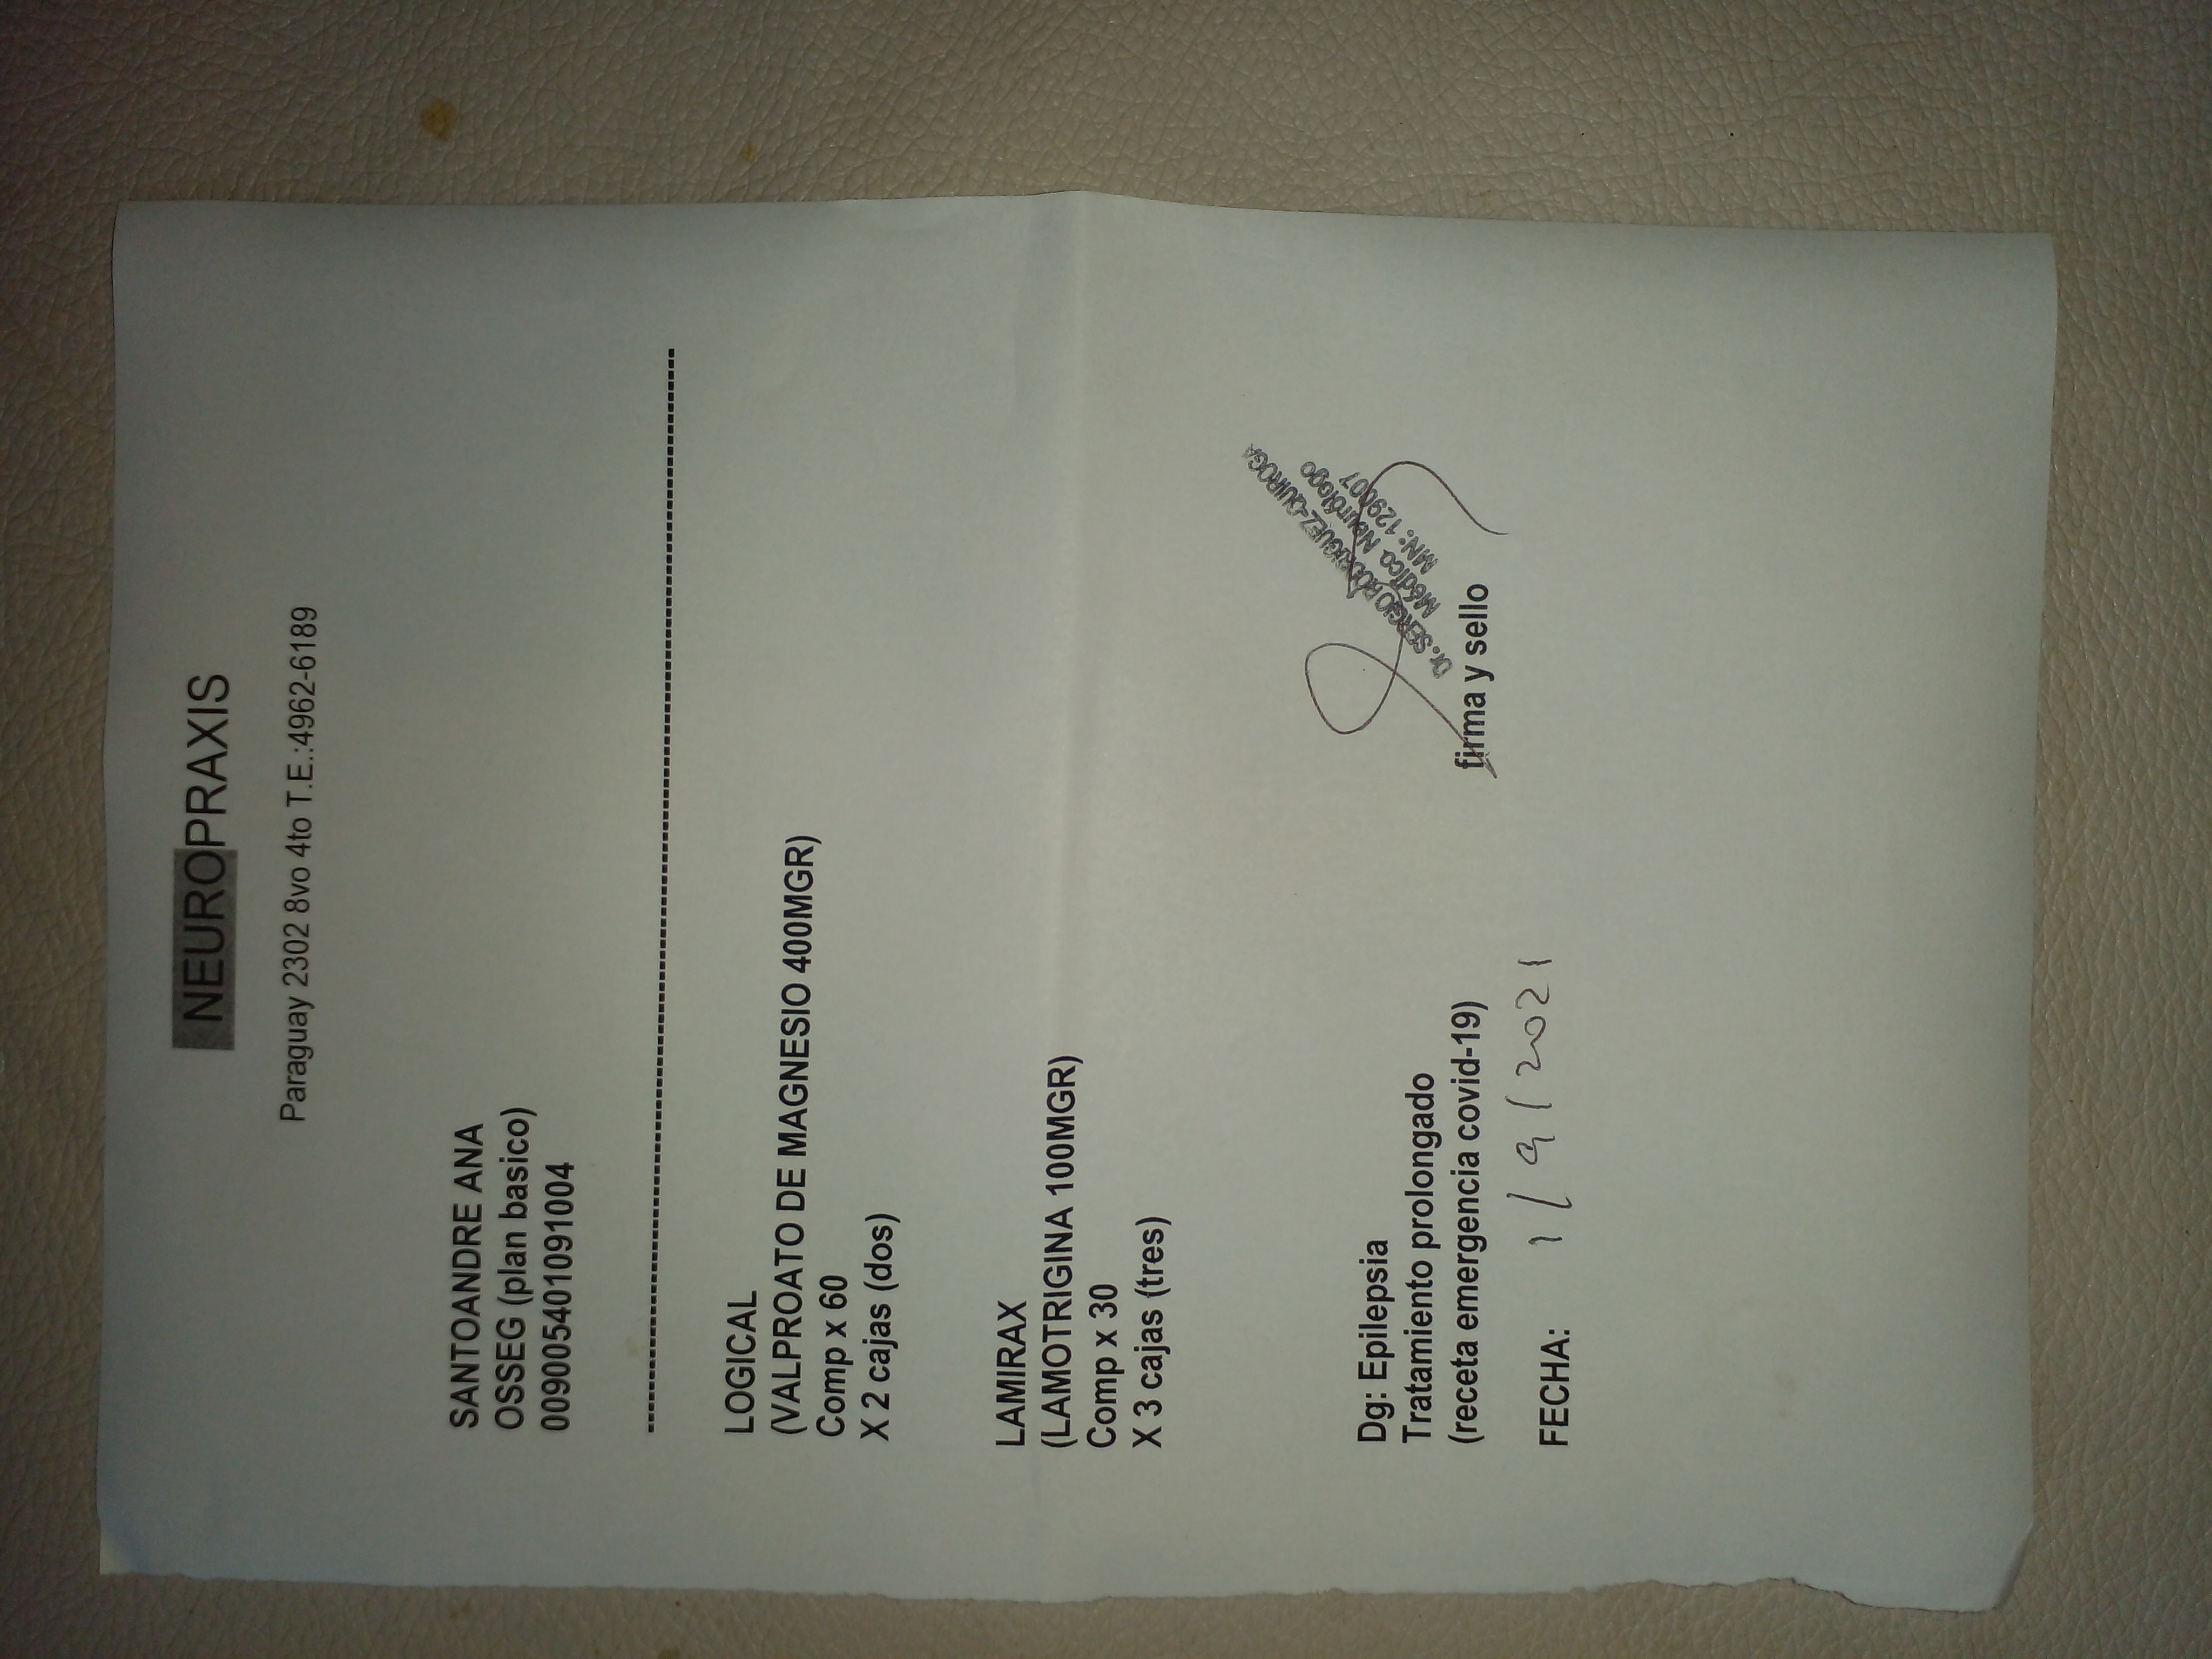 NEUROPRAXIS
Paraguay 2302 8vo 4to T.E.:4962-6189
SANTOANDRE ANA
OSSEG (plan basico)
009005401091004
LOGICAL
(VALPROATO DE MAGNESIO 400MGR)
Comp x 60
X 2 cajas (dos)
LAMIRAX
(LAMOTRIGINA 100MGR)
Comp x 30
X 3 cajas (tres)
Dg: Epilepsia
Tratamiento prolongado
(receta emergencia covid-19)
Dr. SERGIO RODRIGUEZ-QUIROGA
Médico Neurólogo
MN: 129007
firma y sello
FECHA: 1/9/2021